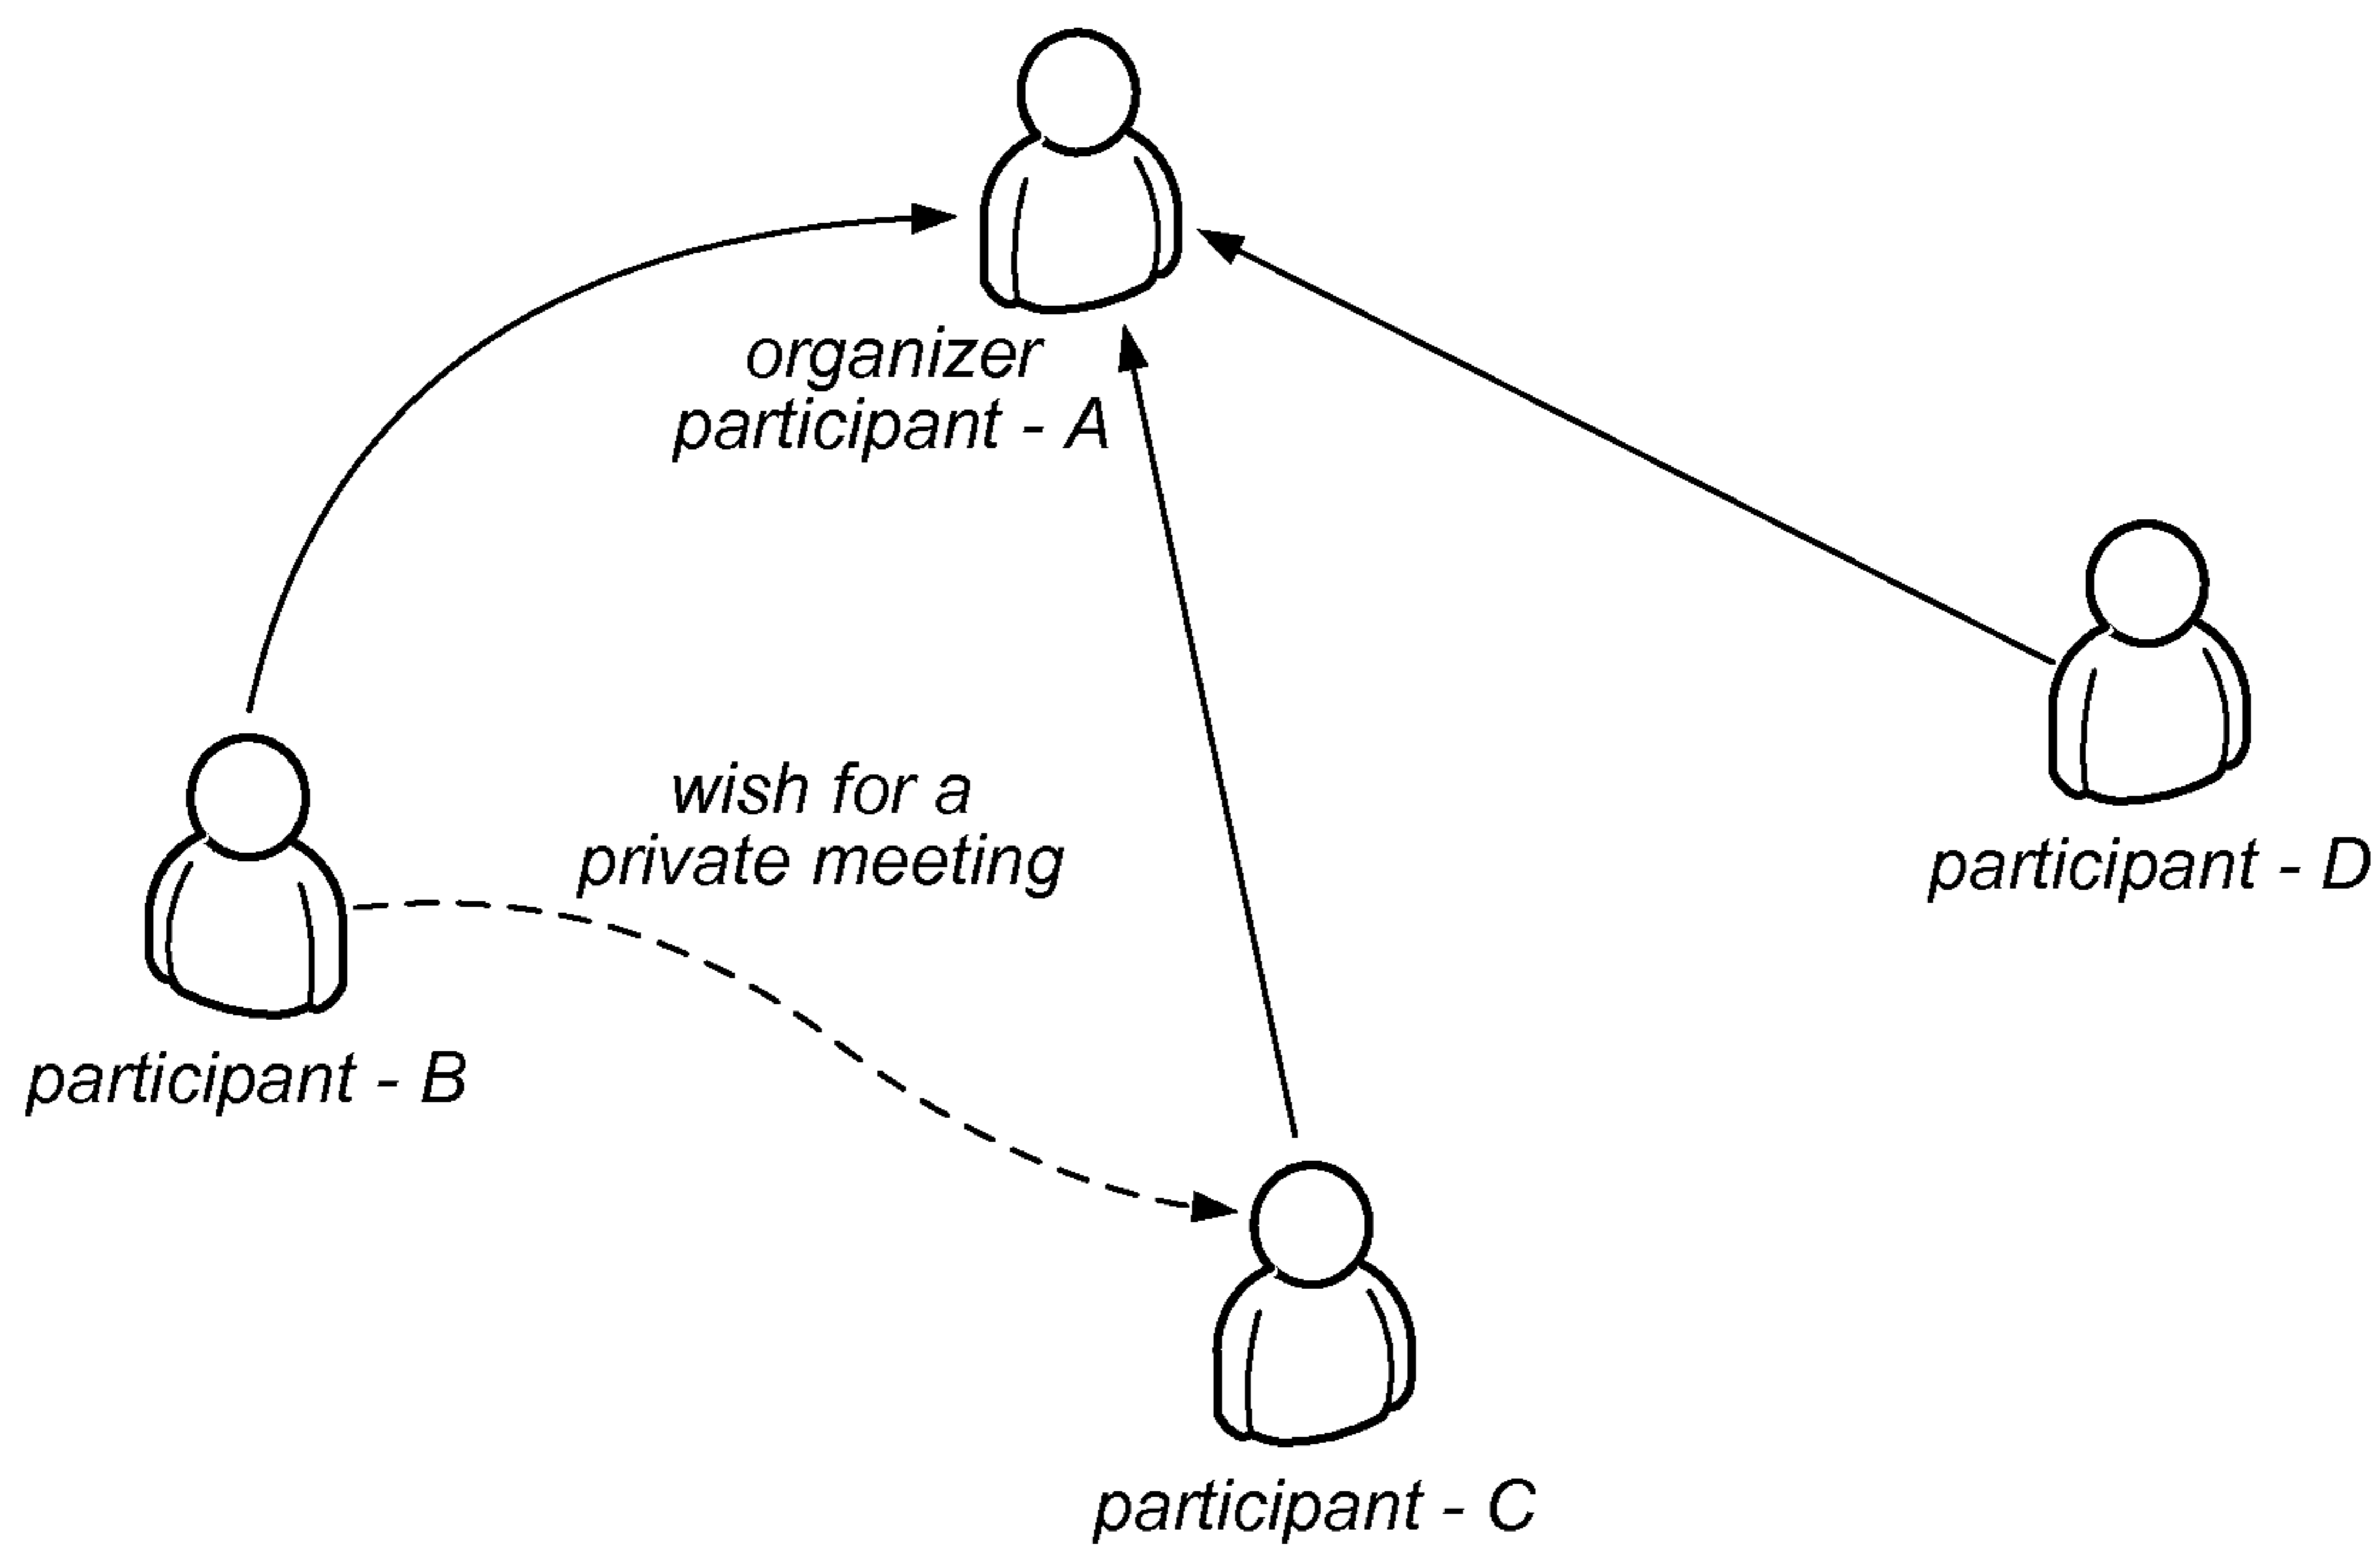 organizer
participant - A
wish for a
private meeting
participant - D
participant - B
participant - C